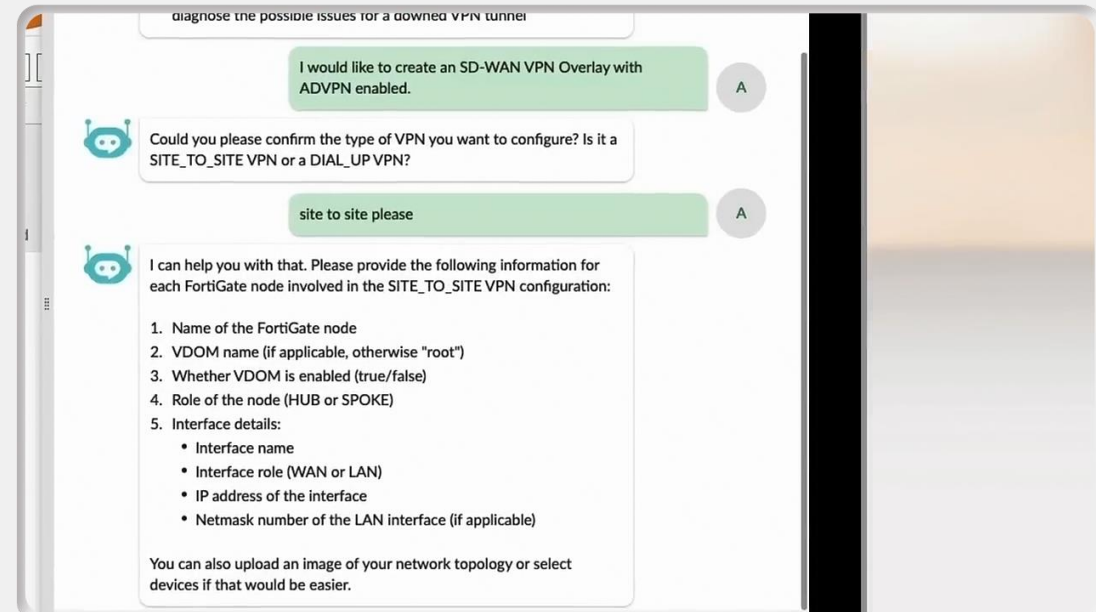 diagnose the possible issues for a downed VPN tunnel
I would like to create an SD-WAN VPN Overlay with
ADVPN enabled.
A
Could you please confirm the type of VPN you want to configure? Is it a
SITE_TO_SITE VPN or a DIAL_UP VPN?
site to site please
A
I can help you with that. Please provide the following information for
each FortiGate node involved in the SITE_TO_SITE VPN configuration:
1. Name of the FortiGate node
2. VDOM name (if applicable, otherwise "root")
3. Whether VDOM is enabled (true/false)
4. Role of the node (HUB or SPOKE)
5. Interface details:
• Interface name
• Interface role (WAN or LAN)
• IP address of the interface
• Netmask number of the LAN interface (if applicable)
You can also upload an image of your network topology or select
devices if that would be easier.